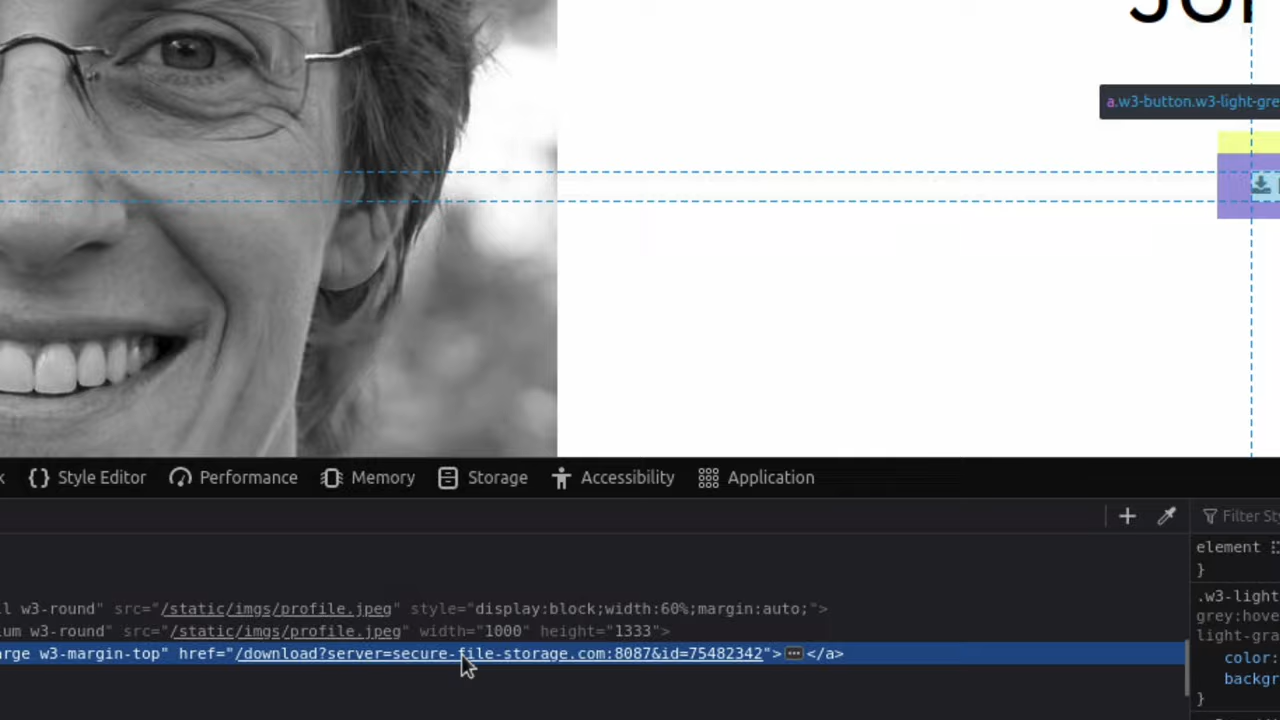 a.w3-button.w3-light-gre
Style Editor Performance Memory Storage Accessibility Application
Filter
element
}
w3-round" src="/static/imgs/profile.jpeg" style="display:block;width:60%;margin:auto;">
.w3-light
grey:hove
w3-round" src="/static/imgs/profile.jpeg" width="1000" height="1333">
light-gra
arge w3-margin-top" href="/download?server=secure-file-storage.com:8087&id=75482342"></a>
color:
backgr
}